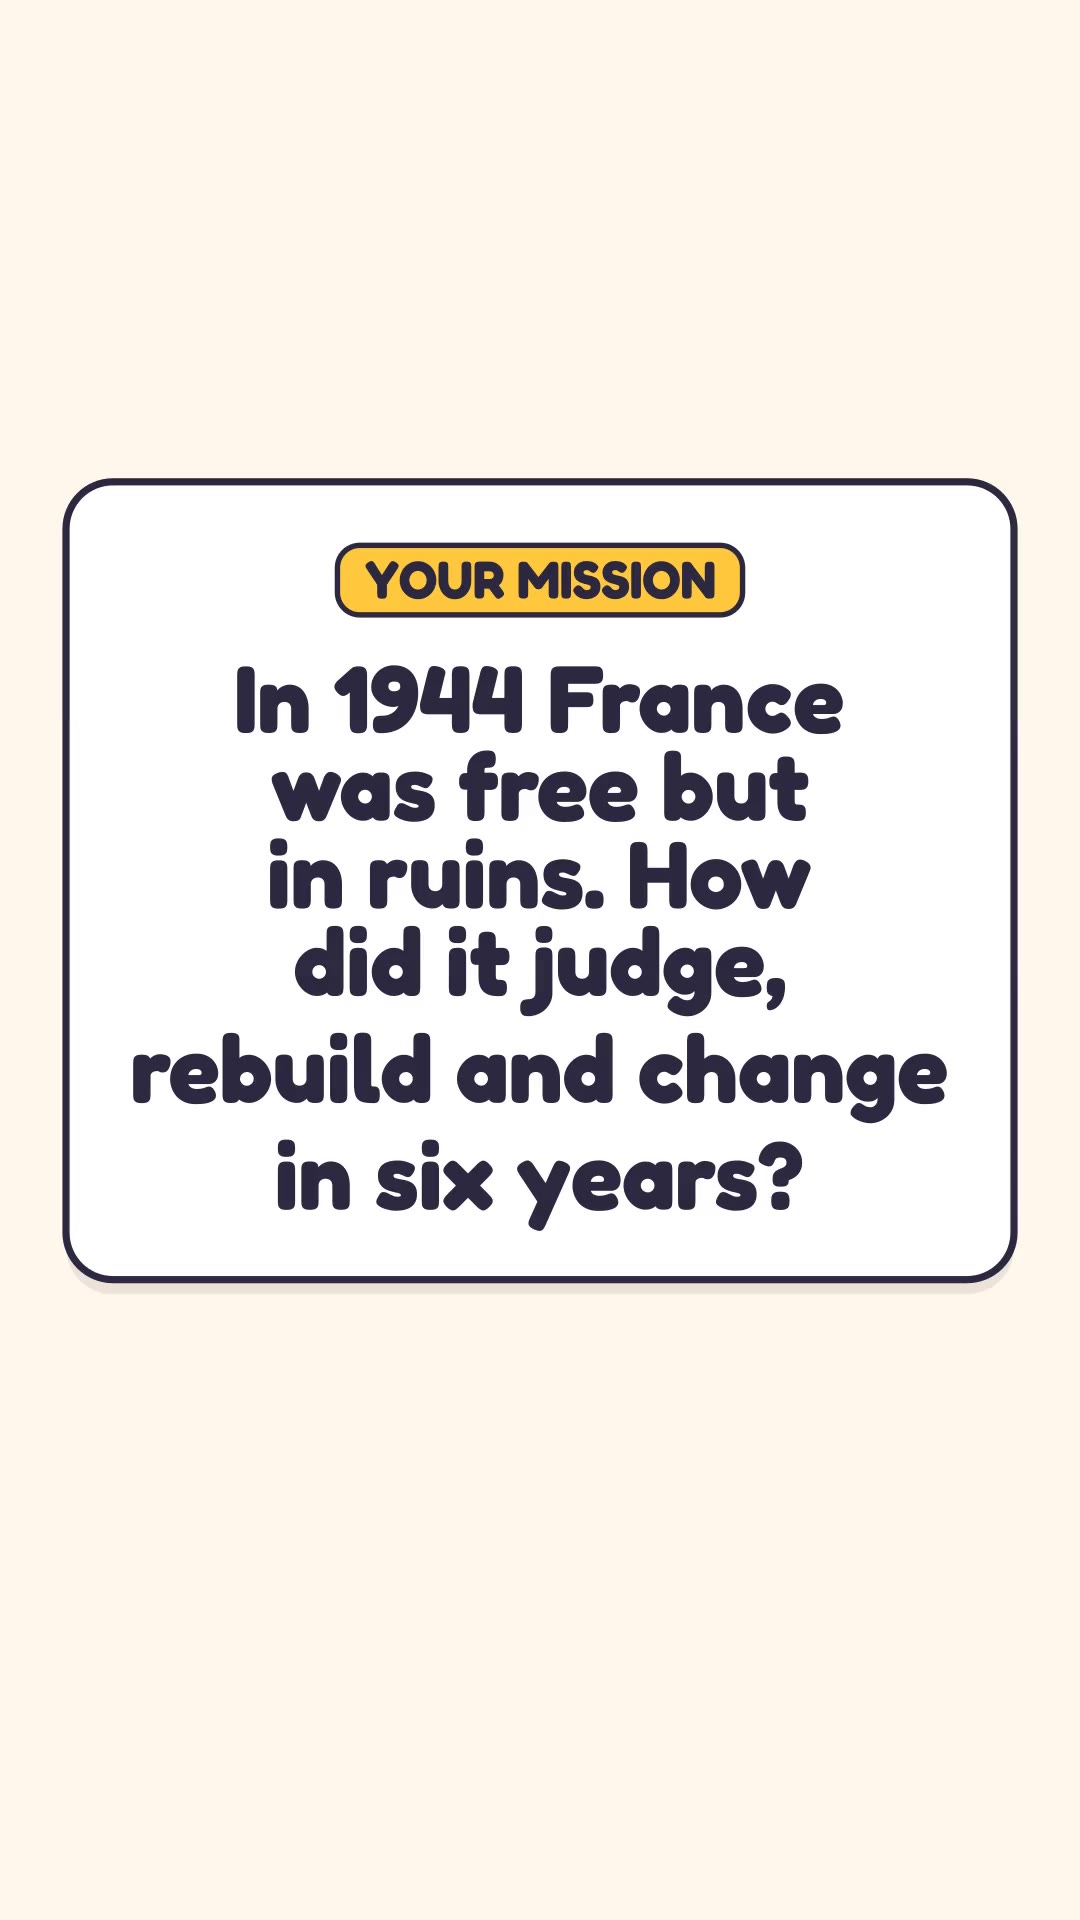 YOUR MISSION
In 1944 France
was free but
in ruins. How
did it judge,
rebuild and change
in six years?